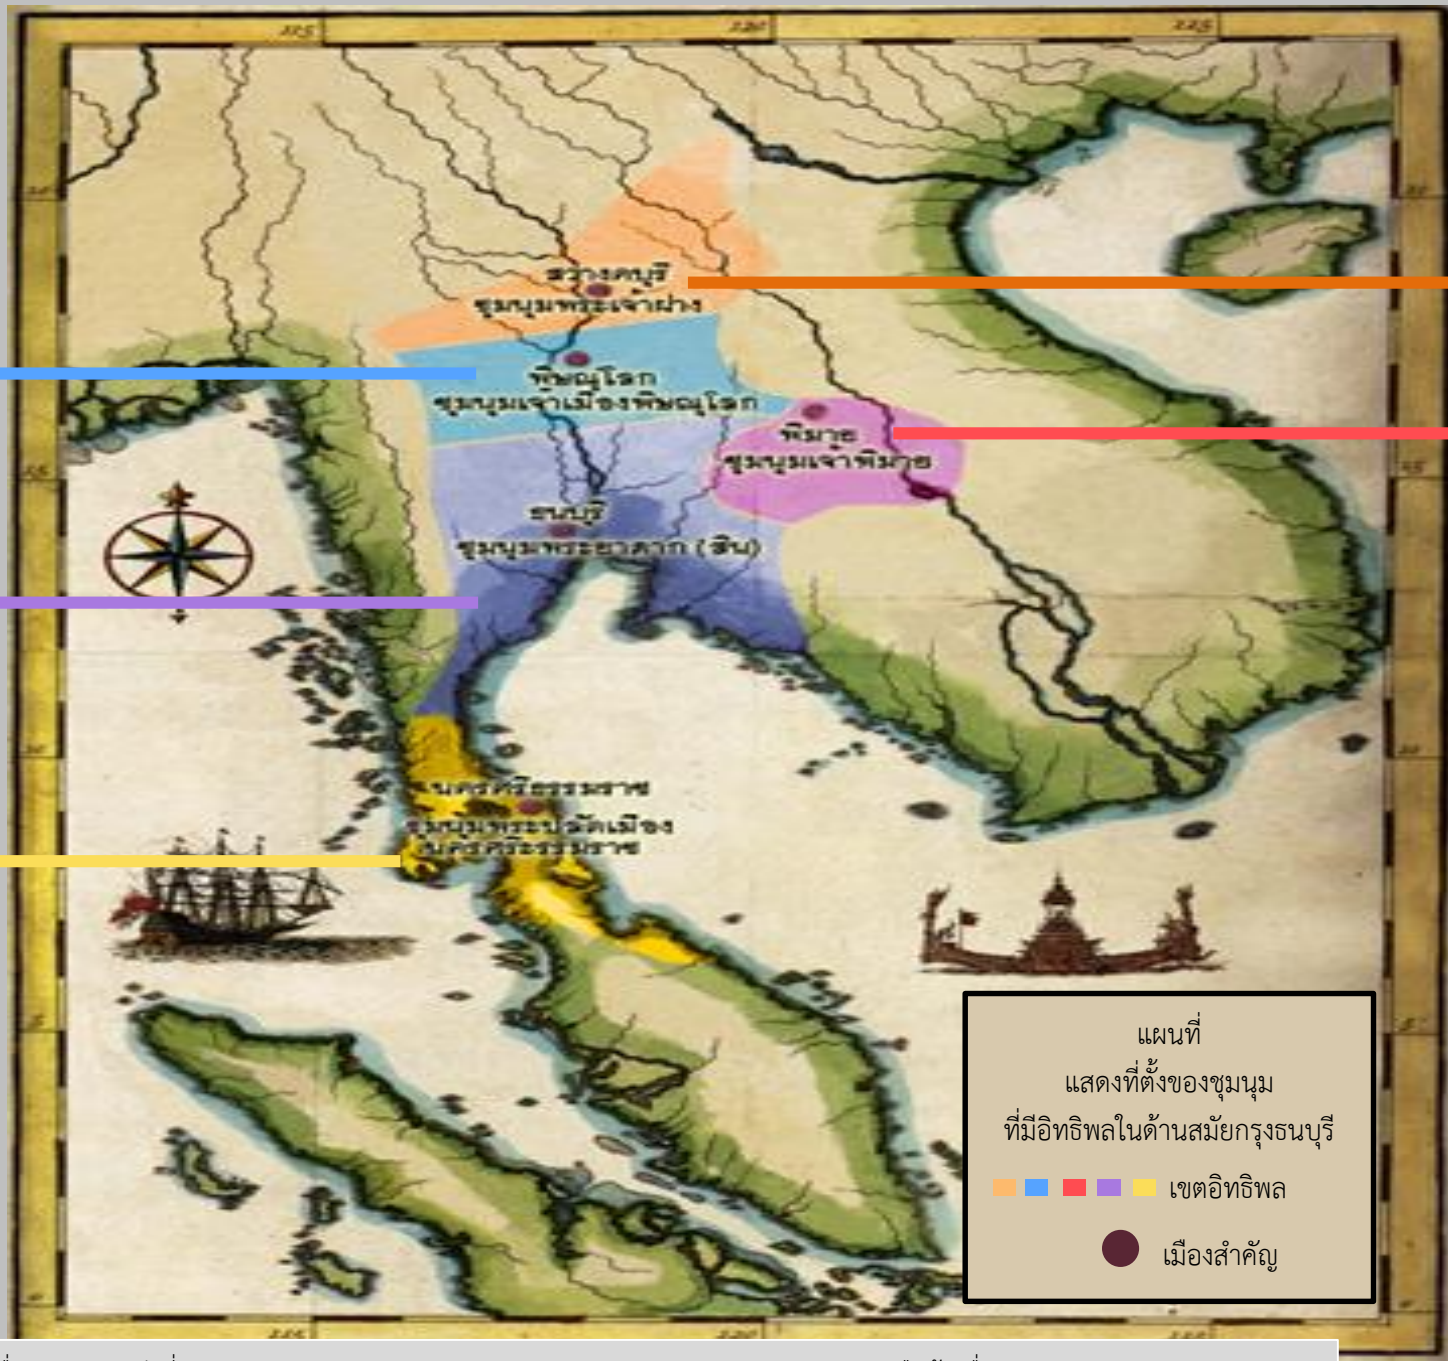 115
120
125
สว่างคบุรี
ชุมนุมพระเจ้าฝาง
พิษณุโลก
ชุมนุมเจ้าเมืองพิษณุโลก
พิมาย
ชุมนุมเจ้าพิมาย
ธนบุรี
ชุมนุมพระยาตาก (สิน)
นครศรีธรรมราช
ชุมนุมพระปลัดเมือง
นครศรีธรรมราช
แผนที่
แสดงที่ตั้งของชุมนุม
ที่มีอิทธิพลในด้านสมัยกรุงธนบุรี
เขตอิทธิพล
เมืองสำคัญ